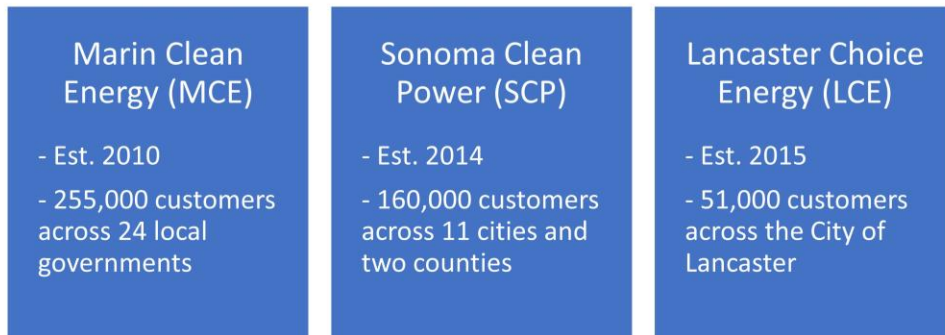 Marin Clean
Energy (MCE)
- Est. 2010
- 255,000 customers
across 24 local
governments
Sonoma Clean
Power (SCP)
- Est. 2014
- 160,000 customers
across 11 cities and
two counties
Lancaster Choice
Energy (LCE)
- Est. 2015
- 51,000 customers
across the City of
Lancaster